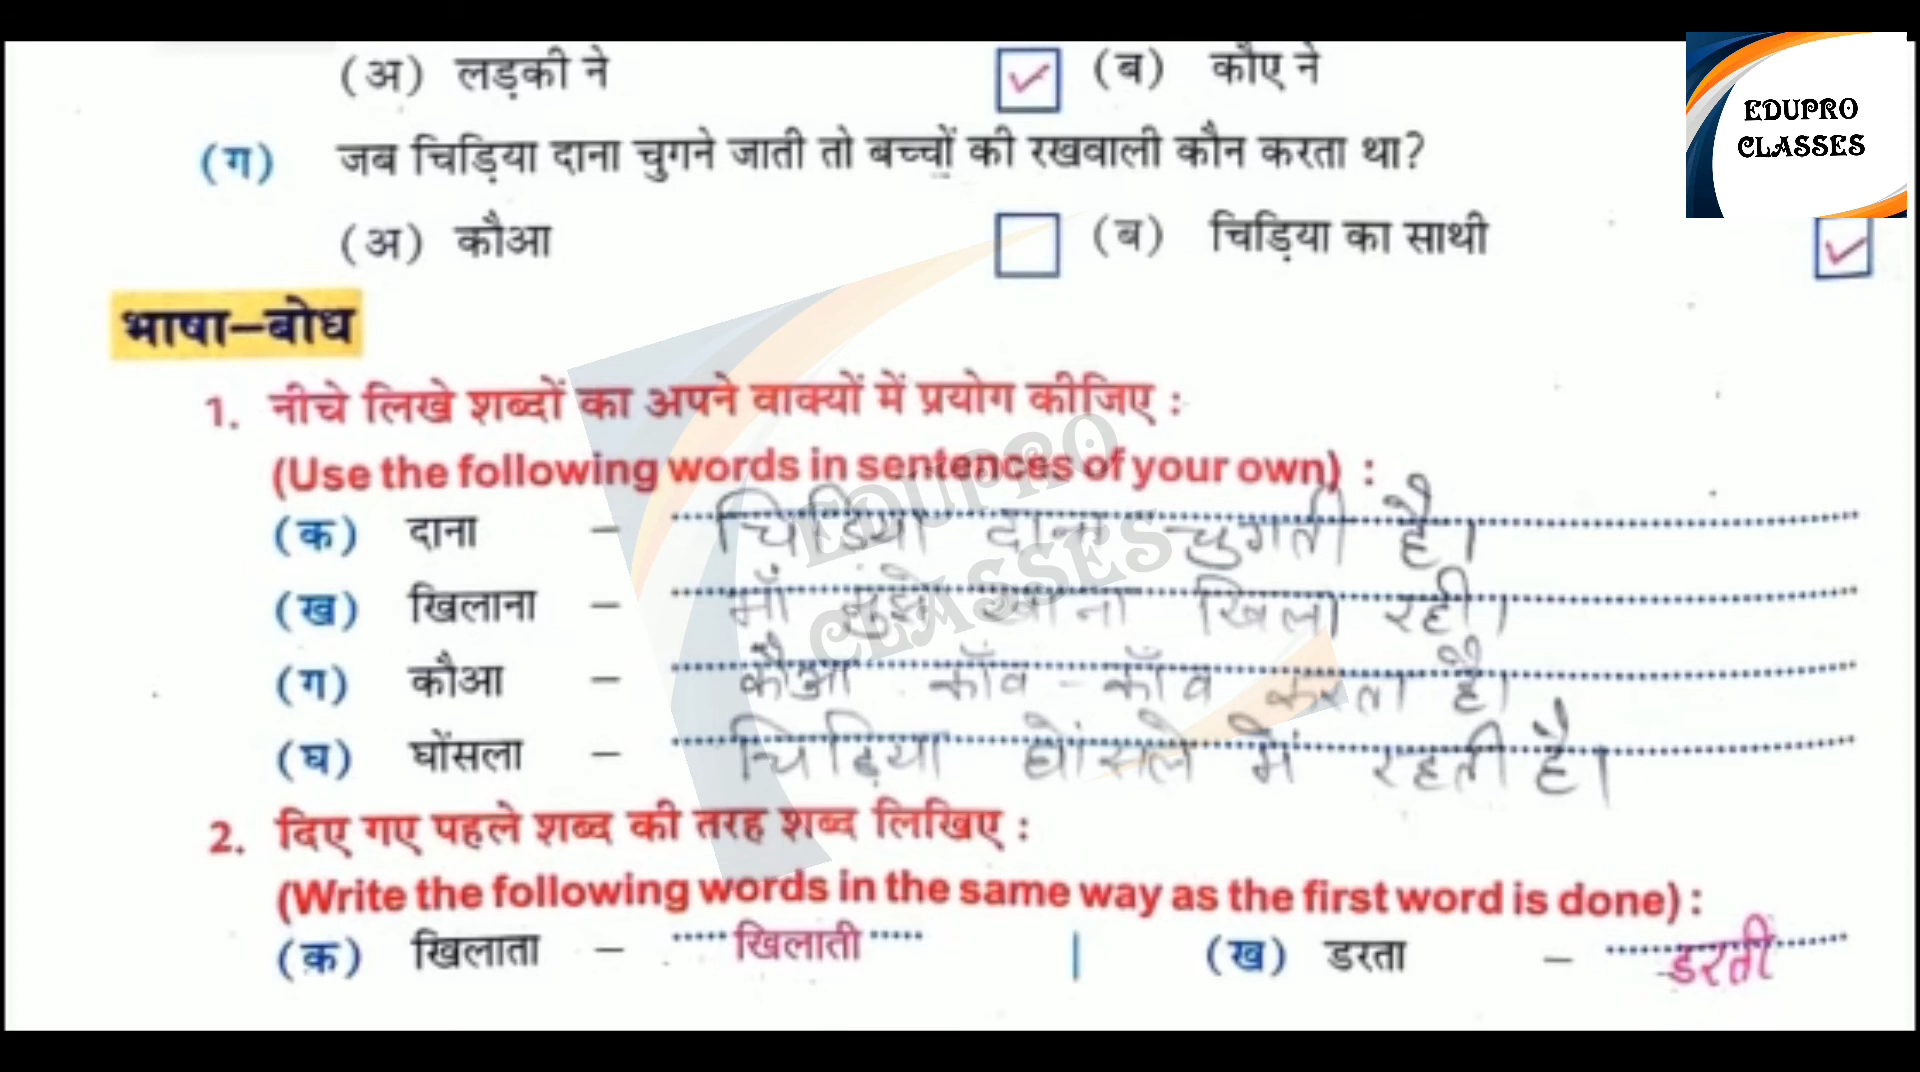 (अ) लड़की ने (ब) कौए ने
EDUPRO
CLASSES
(ग) जब चिड़िया दाना चुगने जाती तो बच्चों की रखवाली कौन करता था?
(अ) कौआ (ब) चिड़िया का साथी
भाषा–बोध
1. नीचे लिखे शब्दों का अपने वाक्यों में प्रयोग कीजिए :
(Use the following words in sentences of your own) :
(क) दाना – चिड़िया दाना चुगती है।
(ख) खिलाना – माँ मुझे खाना खिला रही।
(ग) कौआ – कौआ काँव - काँव करता है।
(घ) घोंसला – चिड़िया घोंसले में रहती है।
EDUPRO
CLASSES
2. दिए गए पहले शब्द की तरह शब्द लिखिए :
(Write the following words in the same way as the first word is done) :
(क) खिलाता – खिलाती | (ख) डरता – डरती